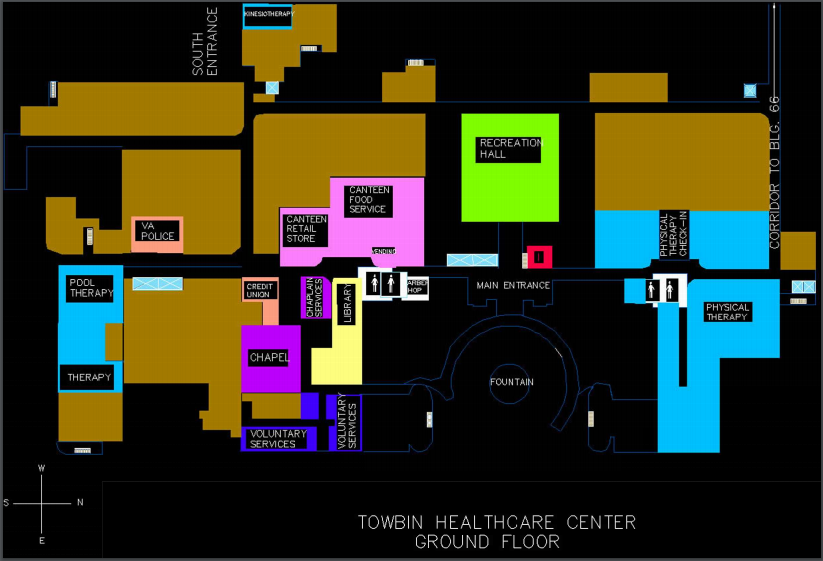 KINESIOTHERAPY
SOUTH
ENTRANCE
CORRIDOR TO BLG. 66
RECREATION
HALL
CANTEEN
FOOD
SERVICE
CANTEEN
RETAIL
STORE
VA
POLICE
PHYSICAL
THERAPY
CHECK-IN
VENDING
POOL
THERAPY
CREDIT
UNION
CHAPLAIN
SERVICES
LIBRARY
ARBER
HOP
MAIN ENTRANCE
PHYSICAL
THERAPY
CHAPEL
THERAPY
FOUNTAIN
VOLUNTARY
SERVICES
VOLUNTARY
SERVICES
W
S
N
E
TOWBIN HEALTHCARE CENTER
GROUND FLOOR